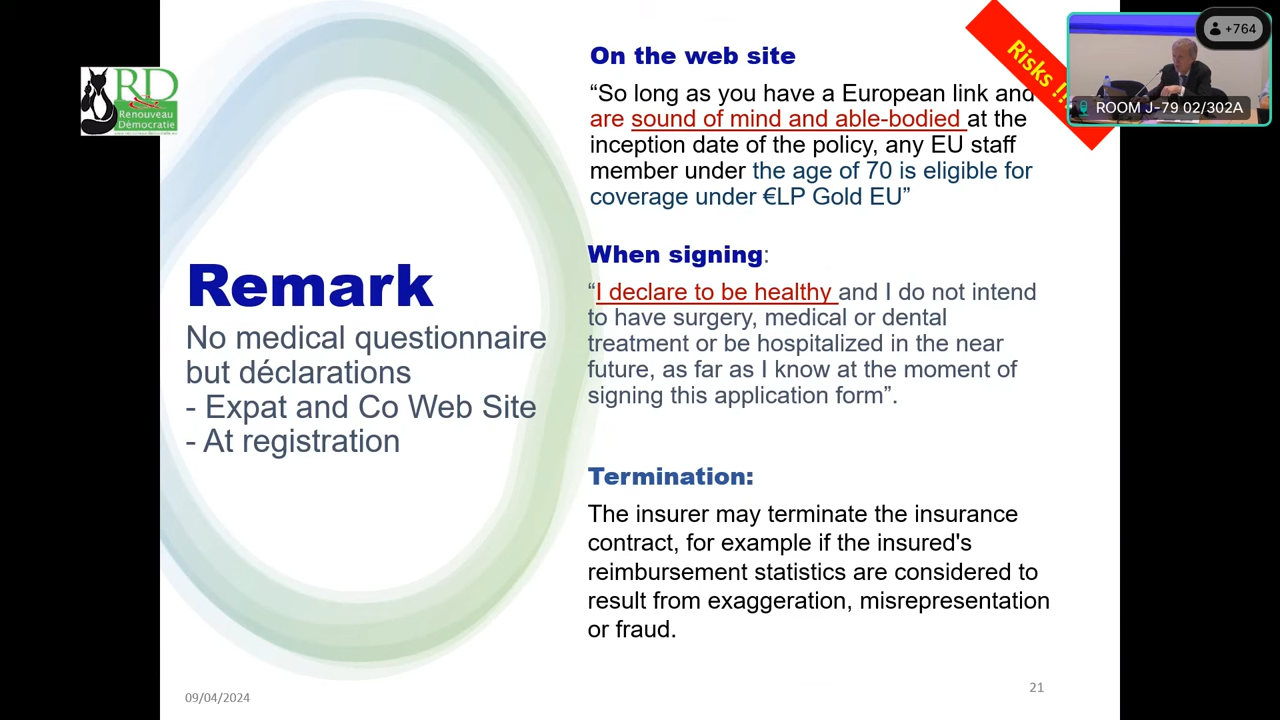 RD
&
Renouveau
Démocratie
Remark
No medical questionnaire
but déclarations
- Expat and Co Web Site
- At registration
On the web site
“So long as you have a European link and
are sound of mind and able-bodied at the
inception date of the policy, any EU staff
member under the age of 70 is eligible for
coverage under €LP Gold EU”
When signing:
“I declare to be healthy and I do not intend
to have surgery, medical or dental
treatment or be hospitalized in the near
future, as far as I know at the moment of
signing this application form”.
Termination:
The insurer may terminate the insurance
contract, for example if the insured's
reimbursement statistics are considered to
result from exaggeration, misrepresentation
or fraud.
Risks !!
+764
ROOM J-79 02/302A
09/04/2024
21